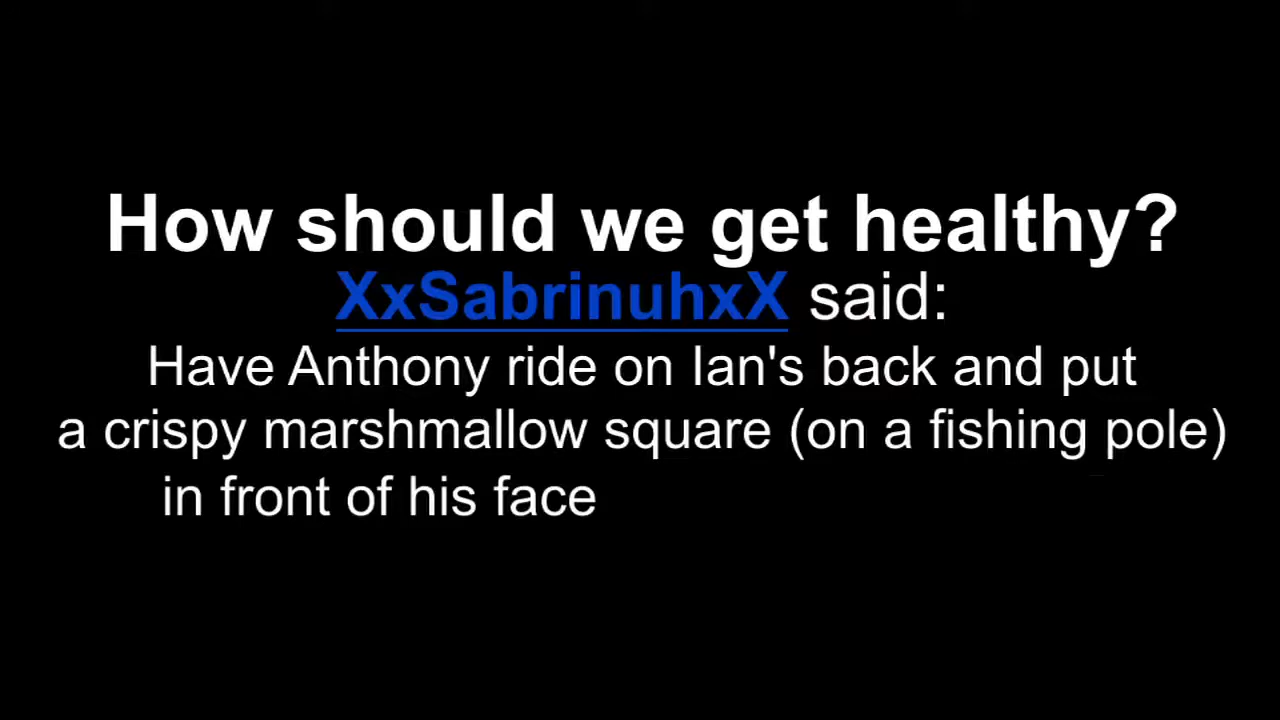 How should we get healthy?
XxSabrinuhxX said:
Have Anthony ride on Ian's back and put
a crispy marshmallow square (on a fishing pole)
in front of his face